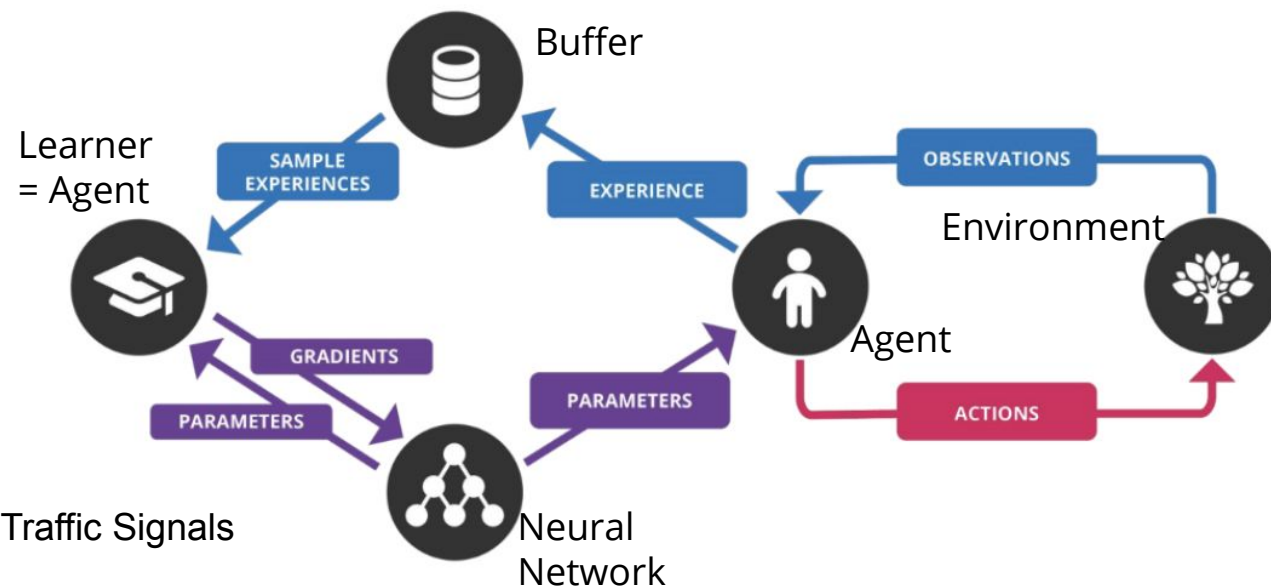 Buffer
Learner
= Agent
SAMPLE
EXPERIENCES
EXPERIENCE
OBSERVATIONS
Environment
Agent
GRADIENTS
PARAMETERS
PARAMETERS
ACTIONS
Traffic Signals
Neural
Network